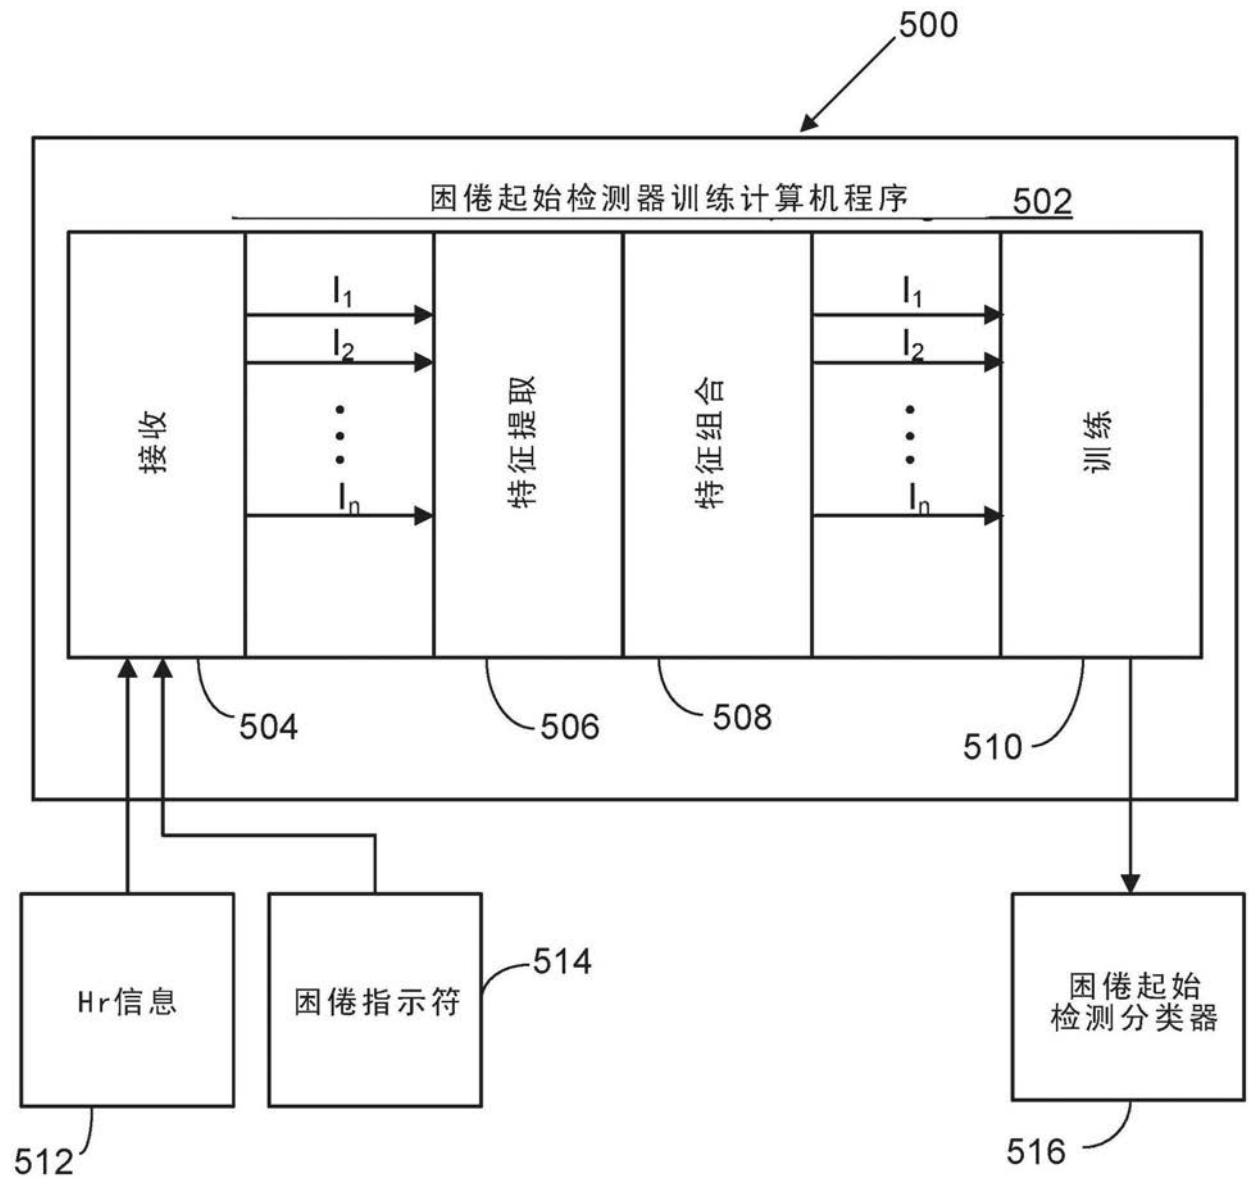 500
困倦起始检测器训练计算机程序 502
接收
I1
I2
In
特征提取
特征组合
I1
I2
In
训练
504
506
508
510
Hr信息
困倦指示符
514
困倦起始
检测分类器
512
516